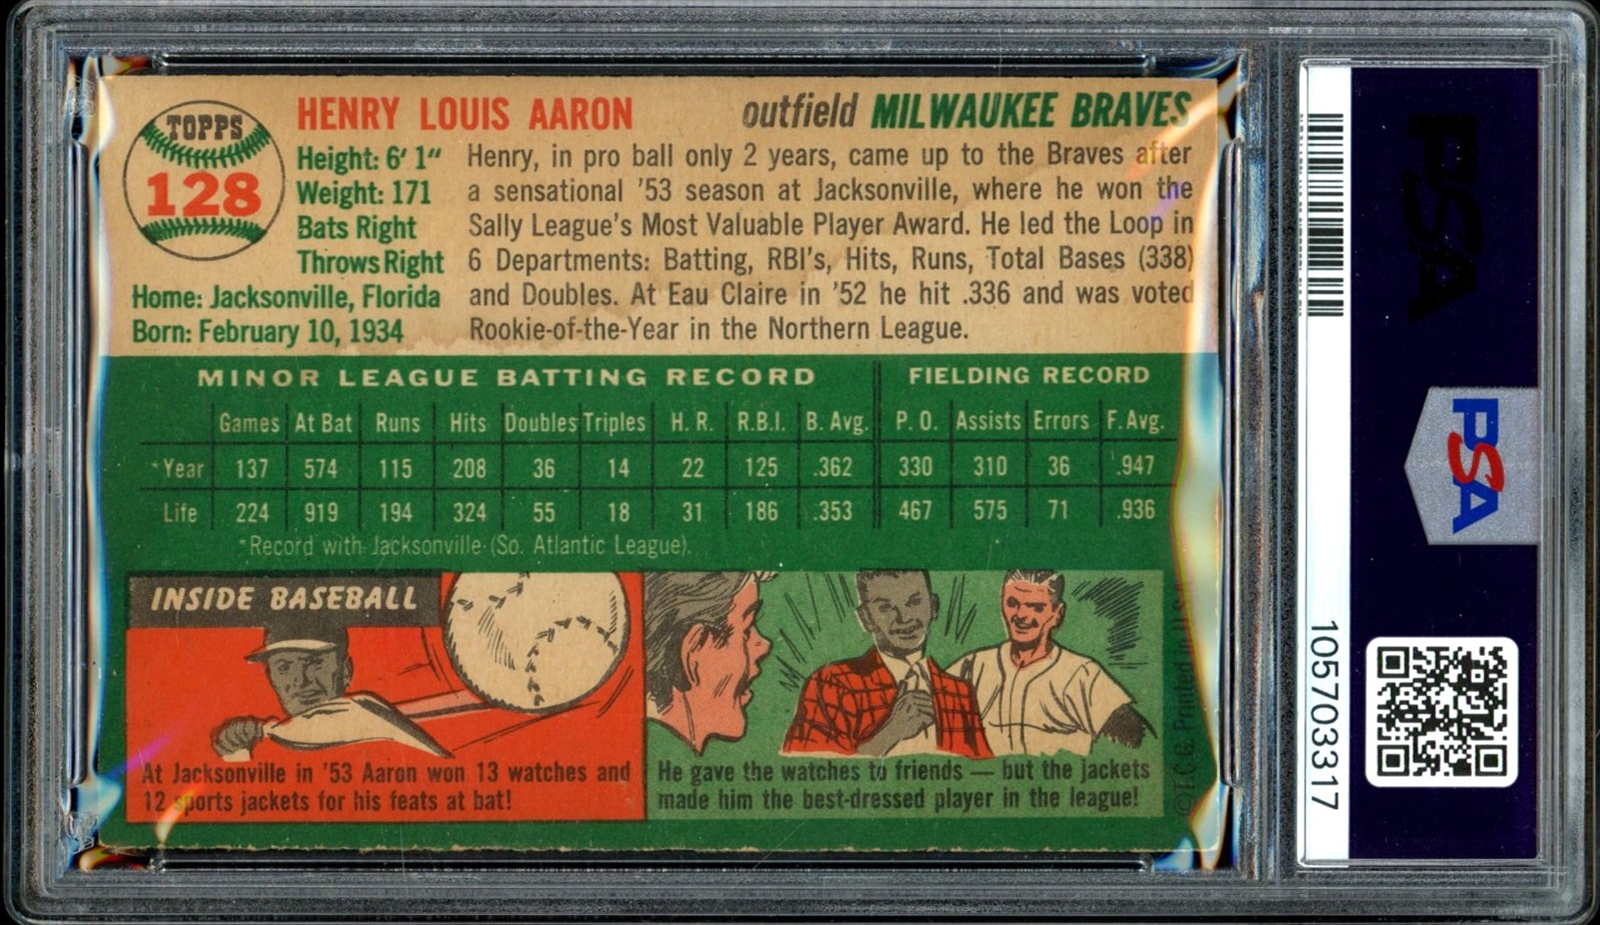 TOPPS
128
HENRY LOUIS AARON
outfield MILWAUKEE BRAVES
Height: 6' 1"
Weight: 171
Bats Right
Throws Right
Home: Jacksonville, Florida
Born: February 10, 1934
Henry, in pro ball only 2 years, came up to the Braves after
a sensational '53 season at Jacksonville, where he won the
Sally League's Most Valuable Player Award. He led the Loop in
6 Departments: Batting, RBI's, Hits, Runs, Total Bases (338)
and Doubles. At Eau Claire in '52 he hit .336 and was voted
Rookie-of-the-Year in the Northern League.
MINOR LEAGUE BATTING RECORD FIELDING RECORD
Games At Bat Runs Hits Doubles Triples H. R. R.B.I. B. Avg. P. O. Assists Errors F. Avg.
*Year 137 574 115 208 36 14 22 125 .362 330 310 36 .947
Life 224 919 194 324 55 18 31 186 .353 467 575 71 .936
*Record with Jacksonville (So. Atlantic League).
INSIDE BASEBALL
At Jacksonville in '53 Aaron won 13 watches and
12 sports jackets for his feats at bat!
He gave the watches to friends — but the jackets
made him the best-dressed player in the league!
©T.C.G. Printed in U.S.A.
PSA
PSA
105703317